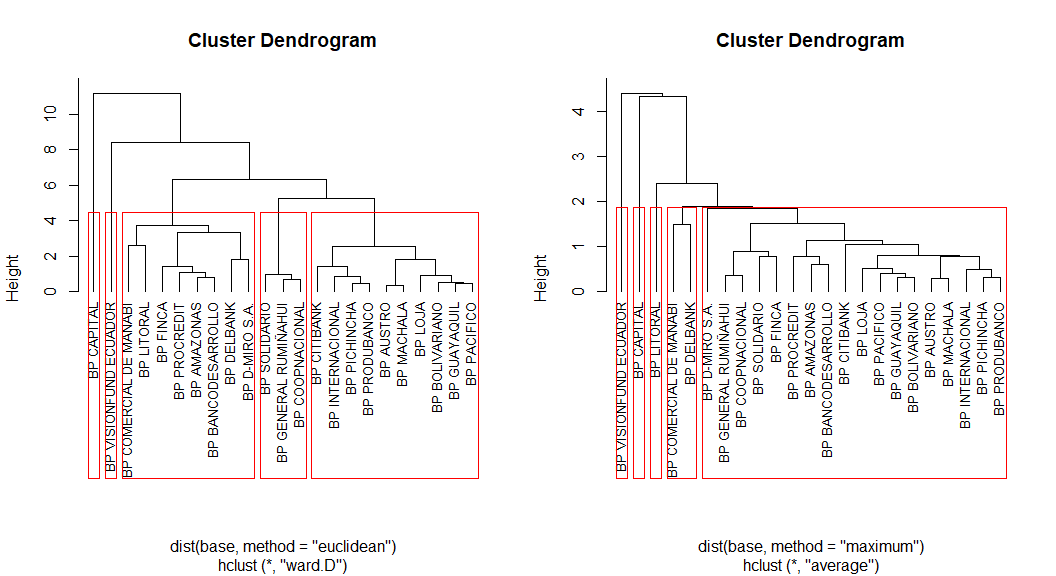 Cluster Dendrogram
Height
0
2
4
6
8
10
BP CAPITAL
BP VISIONFUND ECUADOR
BP COMERCIAL DE MANABI
BP LITORAL
BP FINCA
BP PROCREDIT
BP AMAZONAS
BP BANCODESARROLLO
BP DELBANK
BP D-MIRO S.A.
BP SOLIDARIO
BP GENERAL RUMIÑAHUI
BP COOPNACIONAL
BP CITIBANK
BP INTERNACIONAL
BP PICHINCHA
BP PRODUBANCO
BP AUSTRO
BP MACHALA
BP LOJA
BP BOLIVARIANO
BP GUAYAQUIL
BP PACIFICO
dist(base, method = "euclidean")
hclust (*, "ward.D")
Cluster Dendrogram
Height
0
1
2
3
4
BP VISIONFUND ECUADOR
BP CAPITAL
BP LITORAL
BP COMERCIAL DE MANABI
BP DELBANK
BP D-MIRO S.A.
BP GENERAL RUMIÑAHUI
BP COOPNACIONAL
BP SOLIDARIO
BP FINCA
BP PROCREDIT
BP AMAZONAS
BP BANCODESARROLLO
BP CITIBANK
BP LOJA
BP PACIFICO
BP GUAYAQUIL
BP BOLIVARIANO
BP AUSTRO
BP MACHALA
BP INTERNACIONAL
BP PICHINCHA
BP PRODUBANCO
dist(base, method = "maximum")
hclust (*, "average")